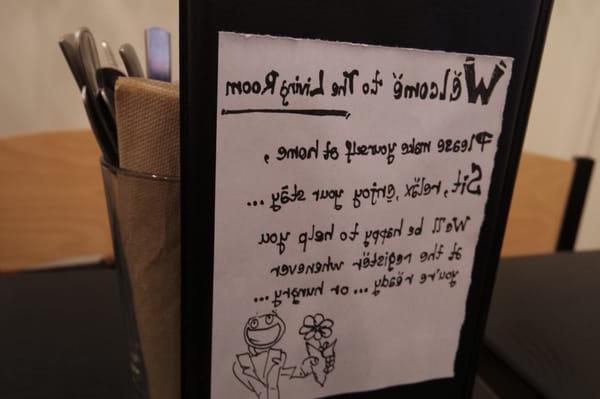 Wëlcomë to The Living Room
Please make yourself at home,
Sit, relax, enjoy your stay...
We'll be happy to help you
at the register whenever
you're ready... or hungry...